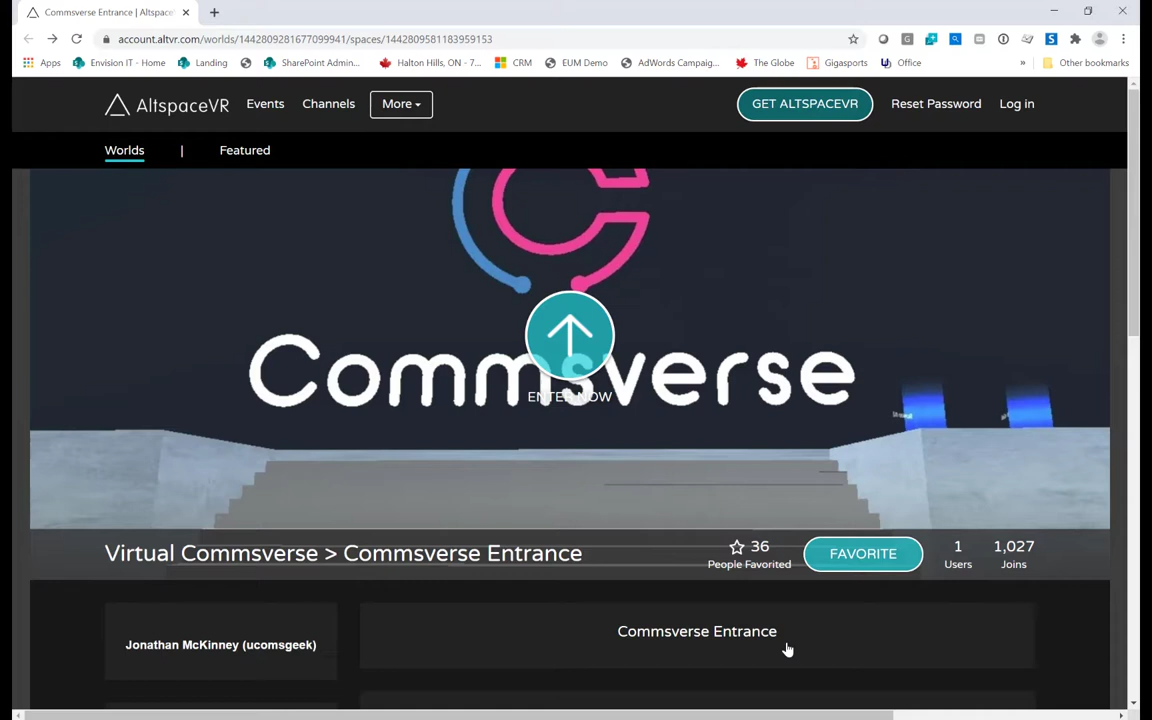 Commsverse Entrance | Altspace
account.altvr.com/worlds/1442809281677099941/spaces/1442809581183959153
Apps Envision IT - Home Landing SharePoint Admin... Halton Hills, ON - 7... CRM EUM Demo AdWords Campaig... The Globe Gigasports Office » Other bookmarks
AltspaceVR Events Channels More GET ALTSPACEVR Reset Password Log in
Worlds | Featured
Commsverse
ENTER NOW
Virtual Commsverse > Commsverse Entrance
36
People Favorited
FAVORITE
1
Users
1,027
Joins
Jonathan McKinney (ucomsgeek)
Commsverse Entrance